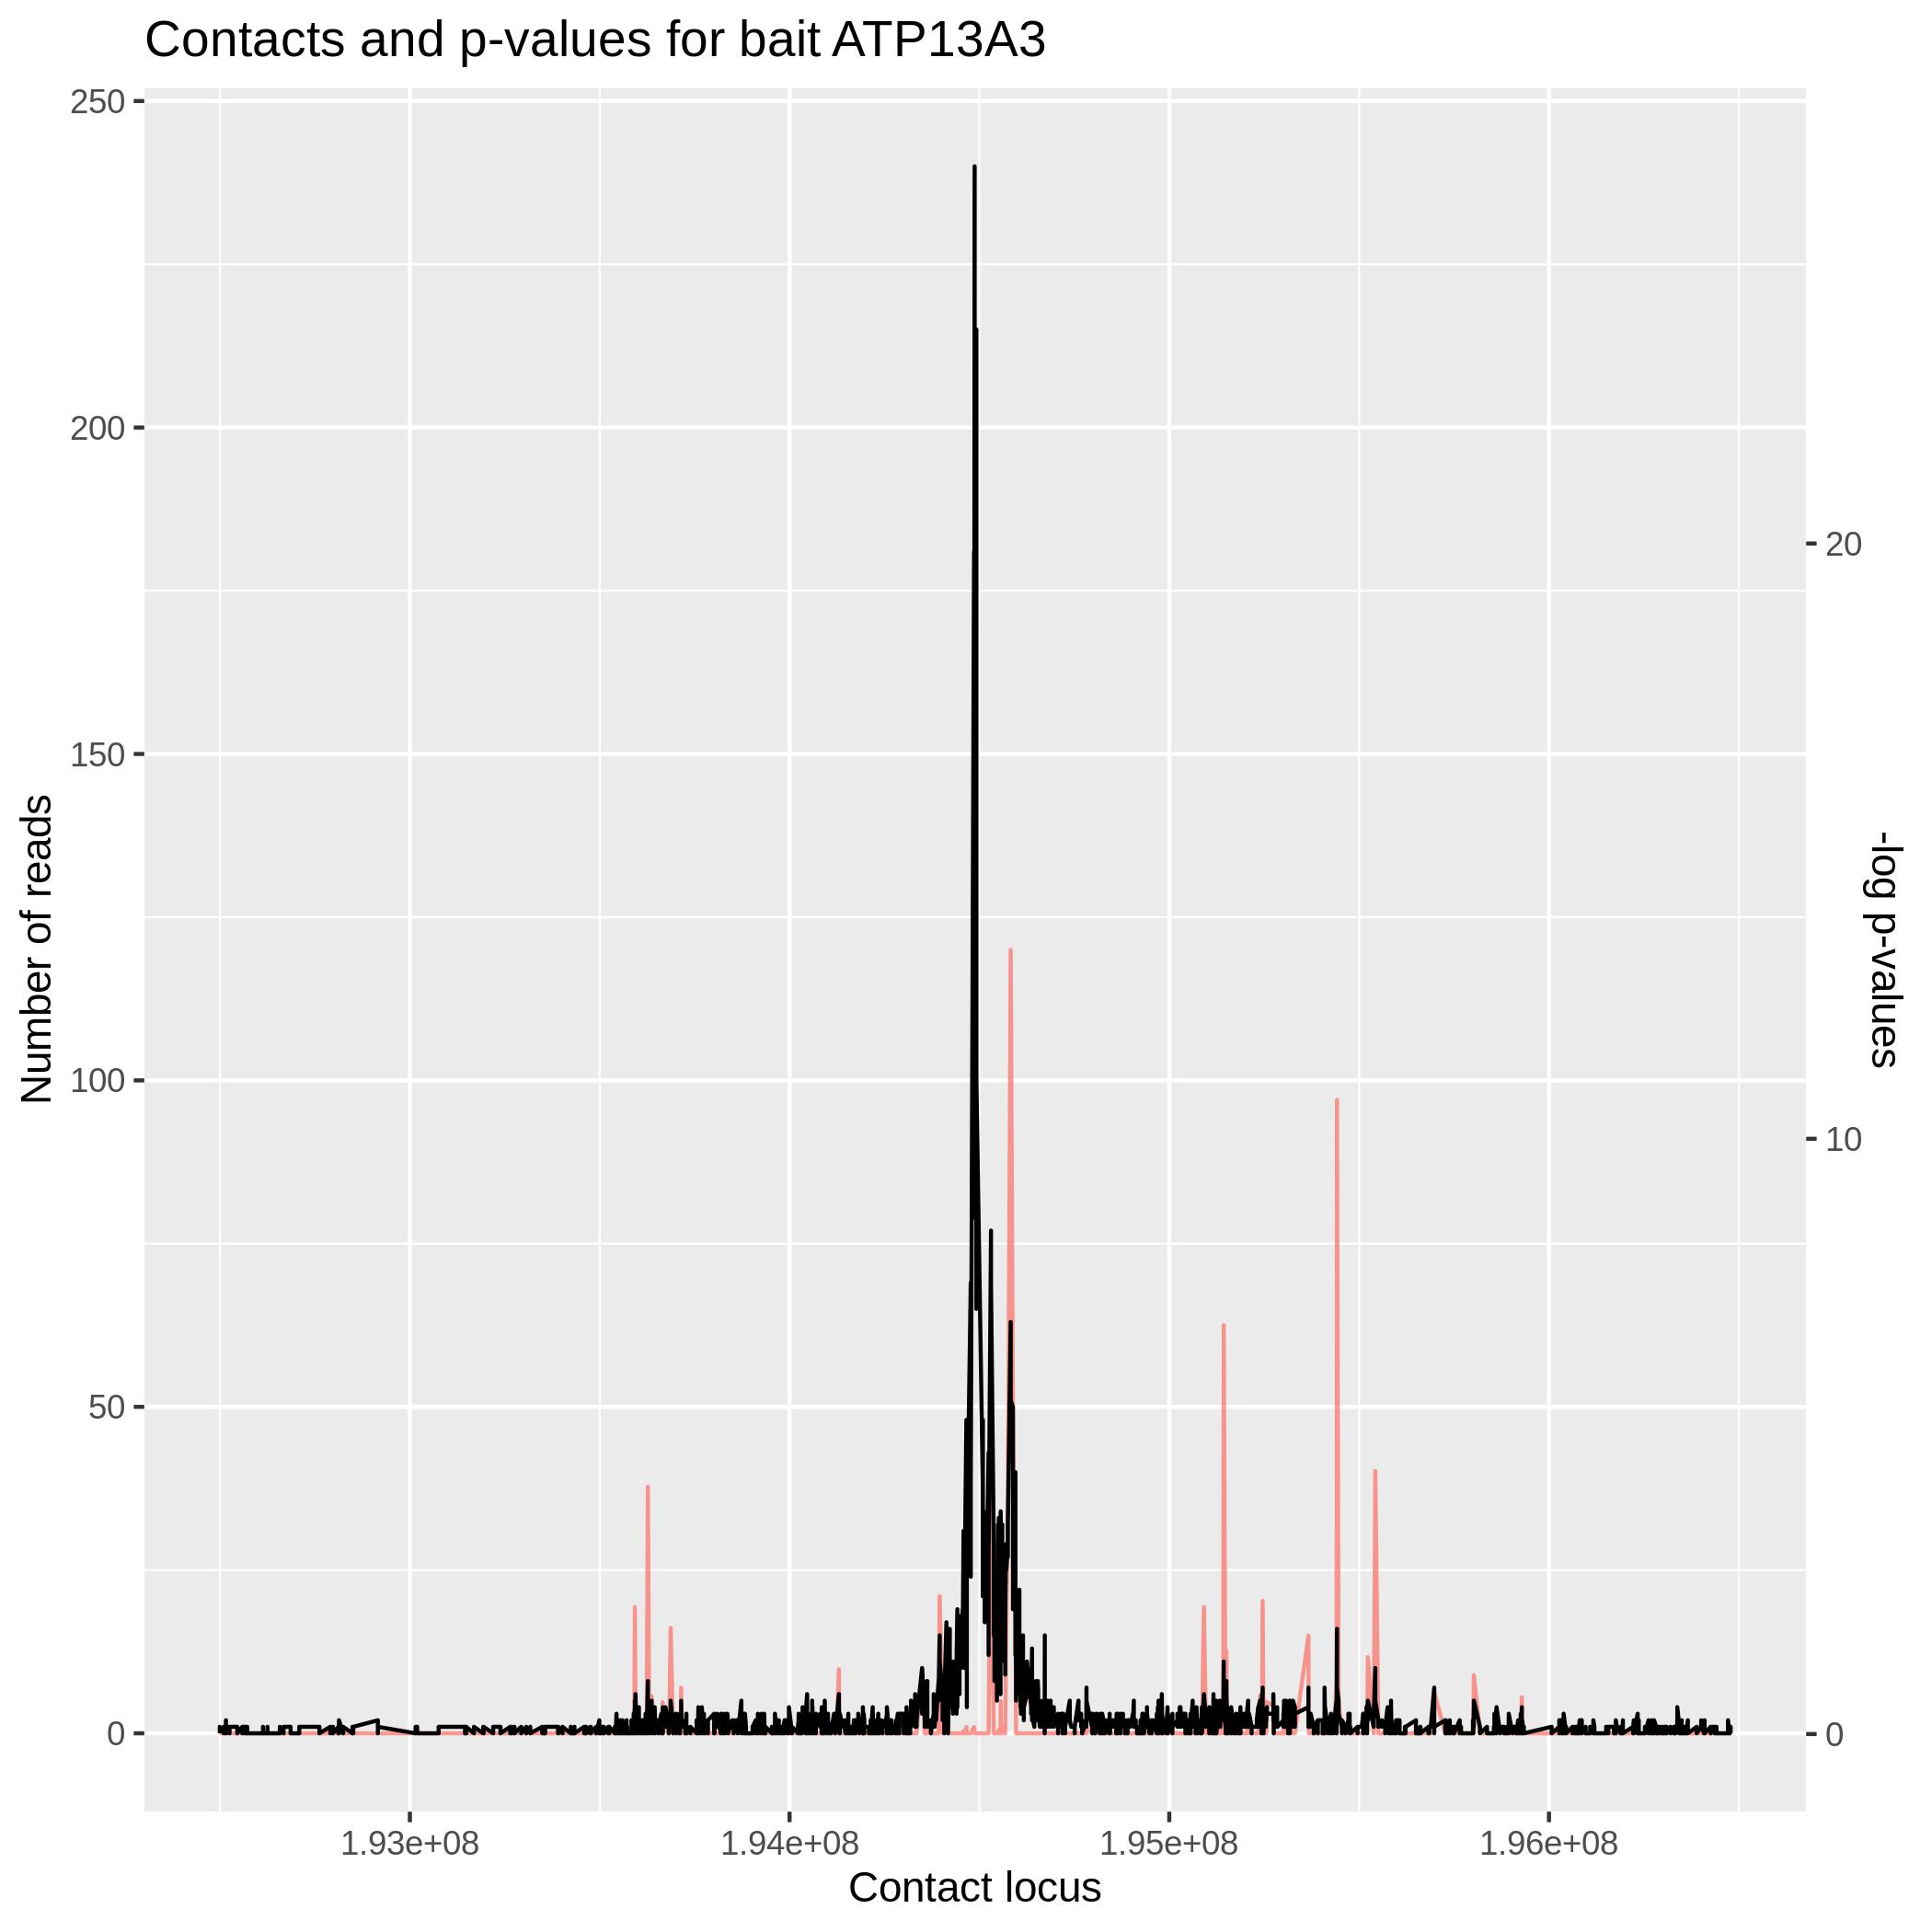 Contacts and p-values for bait ATP13A3
250
200
150
100
50
0
Number of reads
20
10
0
-log p-values
1.93e+08
1.94e+08
1.95e+08
1.96e+08
Contact locus